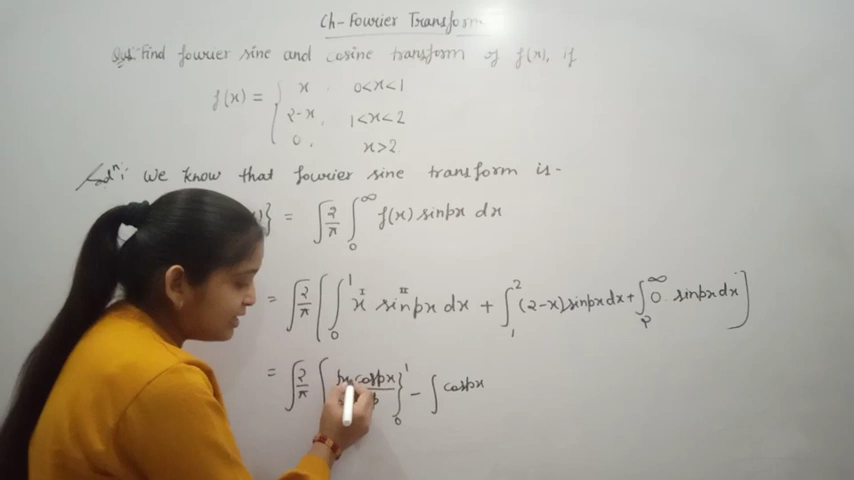 Ch- Fourier Transform
Ques: Find fourier sine and cosine transform of f(x), if
f(x) = { x, 0<x<1
2-x, 1<x<2
0, x>2
Solⁿ: We know that fourier sine transform is -
} = √(2/π) ∫₀^∞ f(x) sinpx dx
= √(2/π) [ ∫₀¹ x sinpx dx + ∫₁² (2-x) sinpx dx + ∫₂^∞ 0. sinpx dx ]
= √(2/π) [ cospx }₀¹ - ∫ cospx